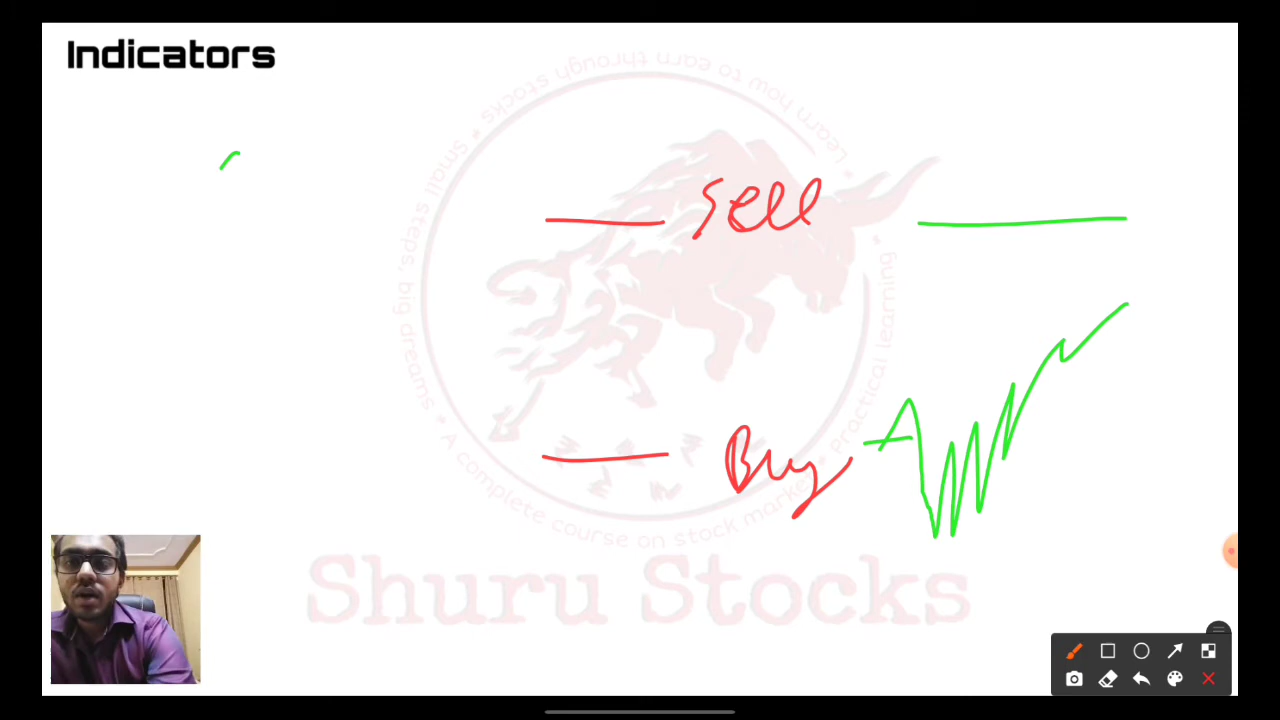 Indicators
Sell
Buy
Small steps, big dreams * A complete course on stock market * Practical learning * Learn how to earn through stocks *
Shuru Stocks